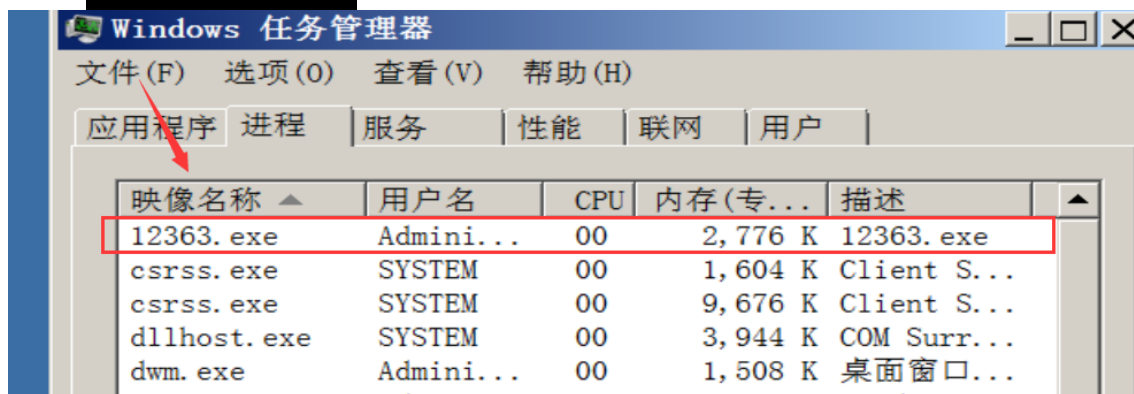 Windows 任务管理器
文件(F) 选项(O) 查看(V) 帮助(H)
应用程序 进程 服务 性能 联网 用户
映像名称 用户名 CPU 内存(专... 描述
12363.exe Admini... 00 2,776 K 12363.exe
csrss.exe SYSTEM 00 1,604 K Client S...
csrss.exe SYSTEM 00 9,676 K Client S...
dllhost.exe SYSTEM 00 3,944 K COM Surr...
dwm.exe Admini... 00 1,508 K 桌面窗口...